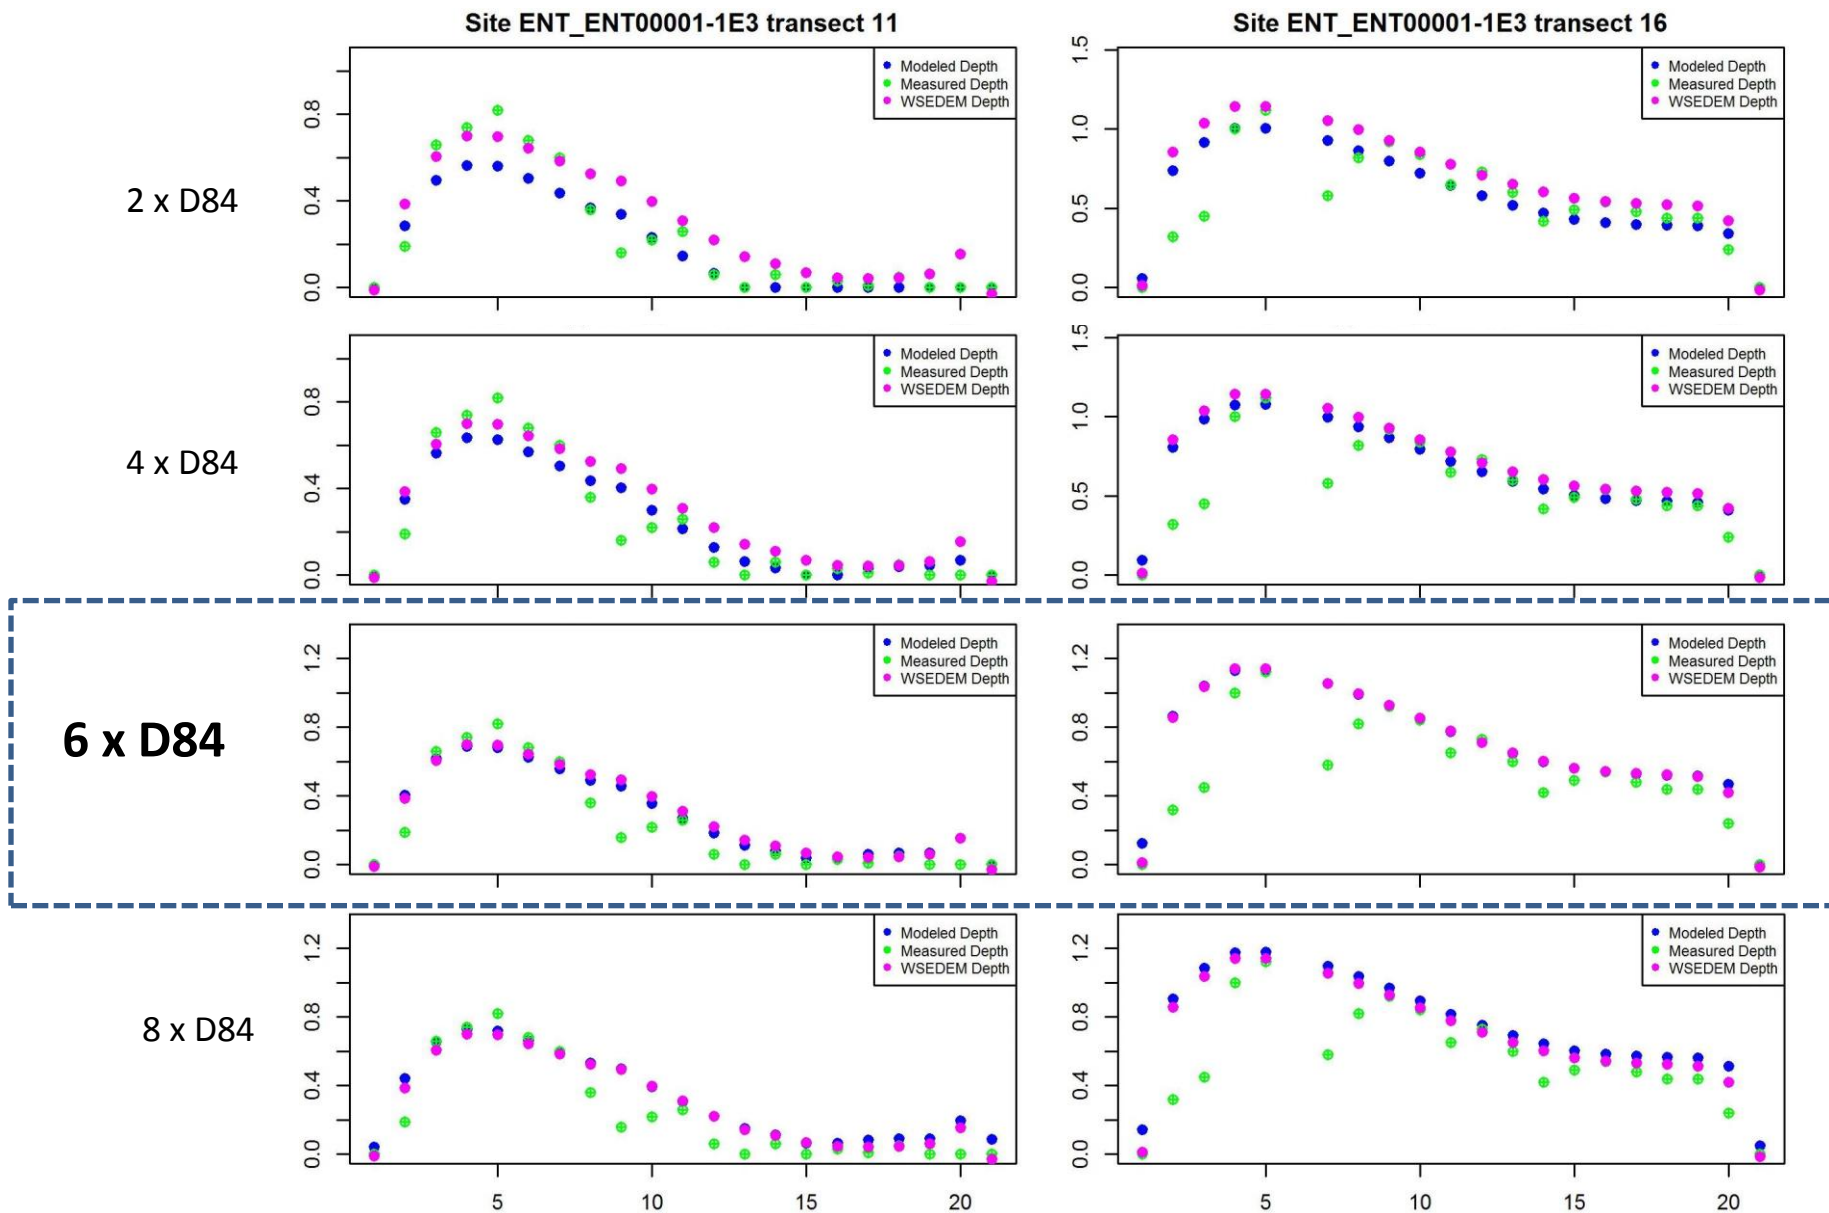 Site ENT_ENT00001-1E3 transect 11
Site ENT_ENT00001-1E3 transect 16
2 x D84
0.0 0.4 0.8
Modeled Depth
Measured Depth
WSEDEM Depth
0.0 0.5 1.0 1.5
Modeled Depth
Measured Depth
WSEDEM Depth
4 x D84
0.0 0.4 0.8
Modeled Depth
Measured Depth
WSEDEM Depth
0.0 0.5 1.0 1.5
Modeled Depth
Measured Depth
WSEDEM Depth
6 x D84
0.0 0.4 0.8 1.2
Modeled Depth
Measured Depth
WSEDEM Depth
0.0 0.4 0.8 1.2
Modeled Depth
Measured Depth
WSEDEM Depth
8 x D84
0.0 0.4 0.8 1.2
Modeled Depth
Measured Depth
WSEDEM Depth
0.0 0.4 0.8 1.2
Modeled Depth
Measured Depth
WSEDEM Depth
5 10 15 20
5 10 15 20